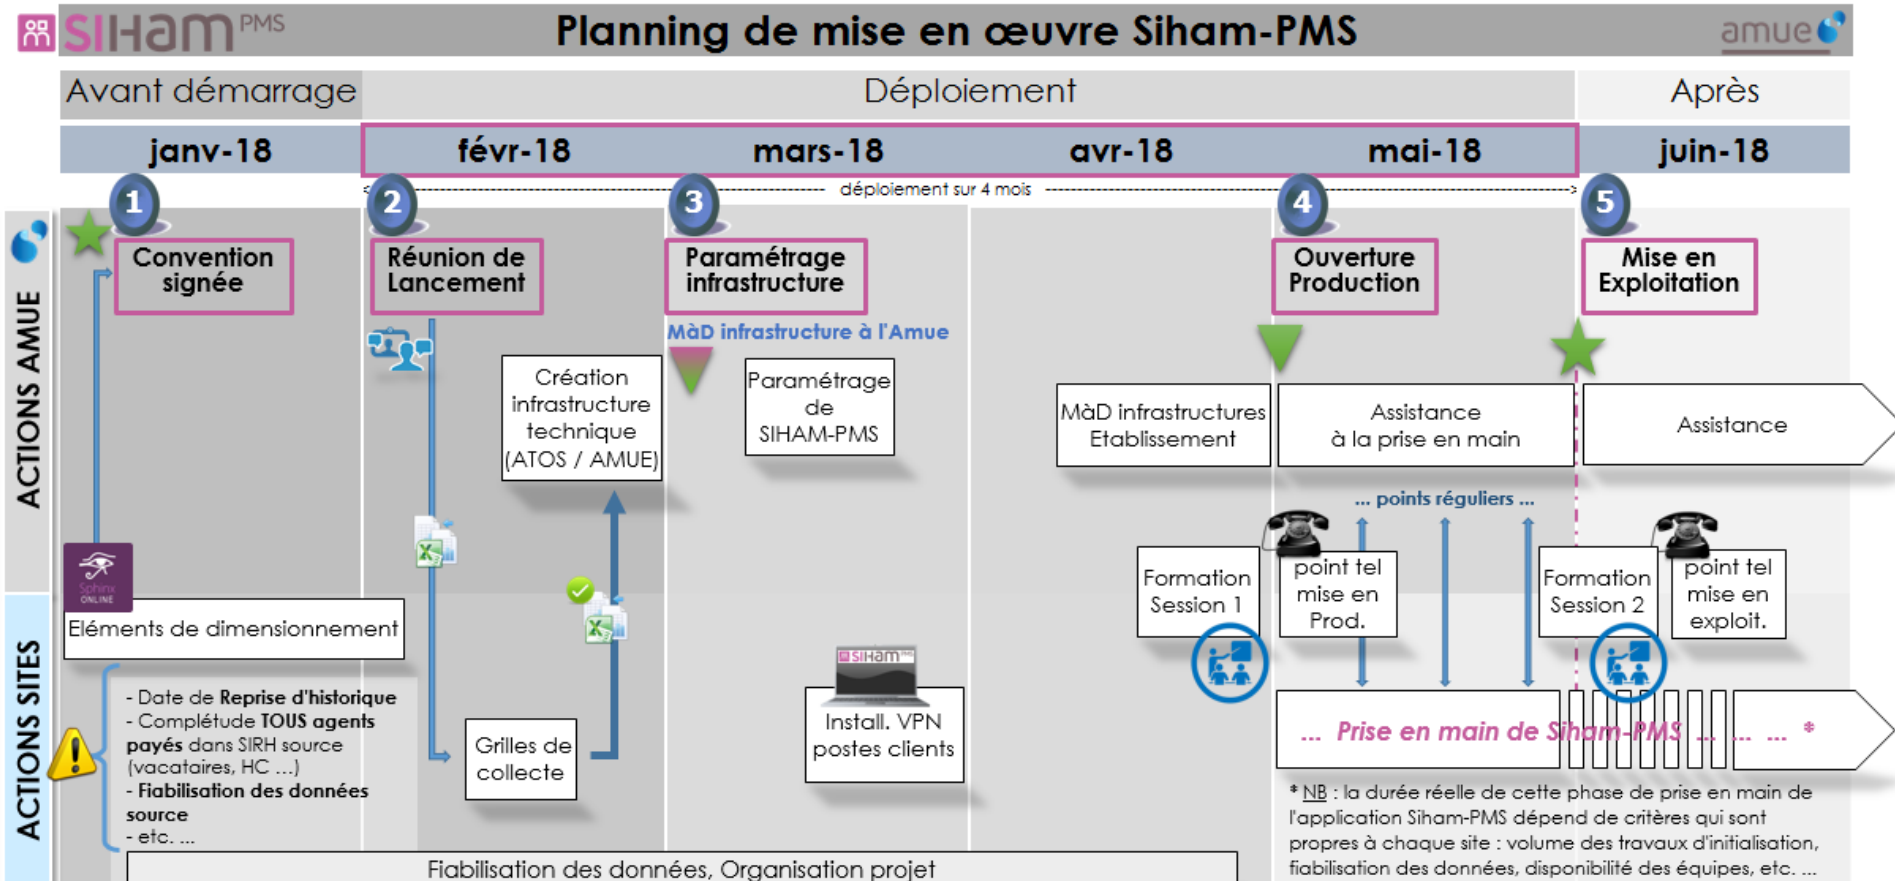 SIHam PMS
Planning de mise en œuvre Siham-PMS
amue
Avant démarrage
Déploiement
Après
janv-18
févr-18
mars-18
avr-18
mai-18
juin-18
déploiement sur 4 mois
1
2
3
4
5
ACTIONS AMUE
Convention
signée
Réunion de
Lancement
Paramétrage
infrastructure
Ouverture
Production
Mise en
Exploitation
MàD infrastructure à l'Amue
Création
infrastructure
technique
(ATOS / AMUE)
Paramétrage
de
SIHAM-PMS
MàD infrastructures
Etablissement
Assistance
à la prise en main
Assistance
... points réguliers ...
Formation
Session 1
point tel
mise en
Prod.
Formation
Session 2
point tel
mise en
exploit.
Sphinx
ONLINE
ACTIONS SITES
Eléments de dimensionnement
- Date de Reprise d'historique
- Complétude TOUS agents
payés dans SIRH source
(vacataires, HC ...)
- Fiabilisation des données
source
- etc. ...
Grilles de
collecte
SIHam PMS
Install. VPN
postes clients
... Prise en main de Siham-PMS ... ... ... *
* NB : la durée réelle de cette phase de prise en main de
l'application Siham-PMS dépend de critères qui sont
propres à chaque site : volume des travaux d'initialisation,
fiabilisation des données, disponibilité des équipes, etc. ...
Fiabilisation des données, Organisation projet